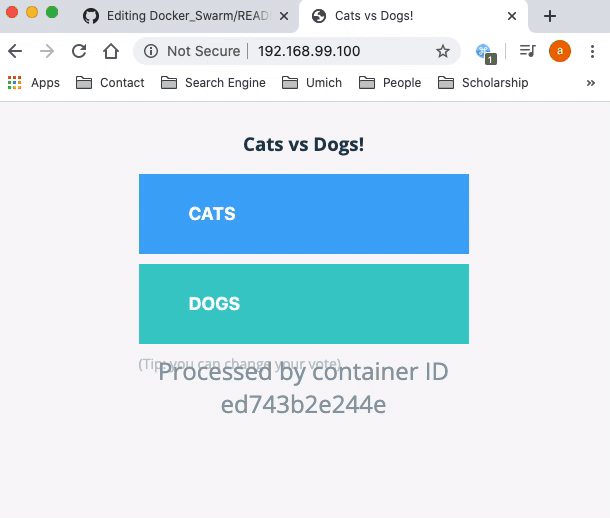 Editing Docker_Swarm/READ
Cats vs Dogs!
Not Secure
192.168.99.100
1
a
Apps
Contact
Search Engine
Umich
People
Scholarship
»
Cats vs Dogs!
CATS
DOGS
(Tip: you can change your vote)
Processed by container ID
ed743b2e244e